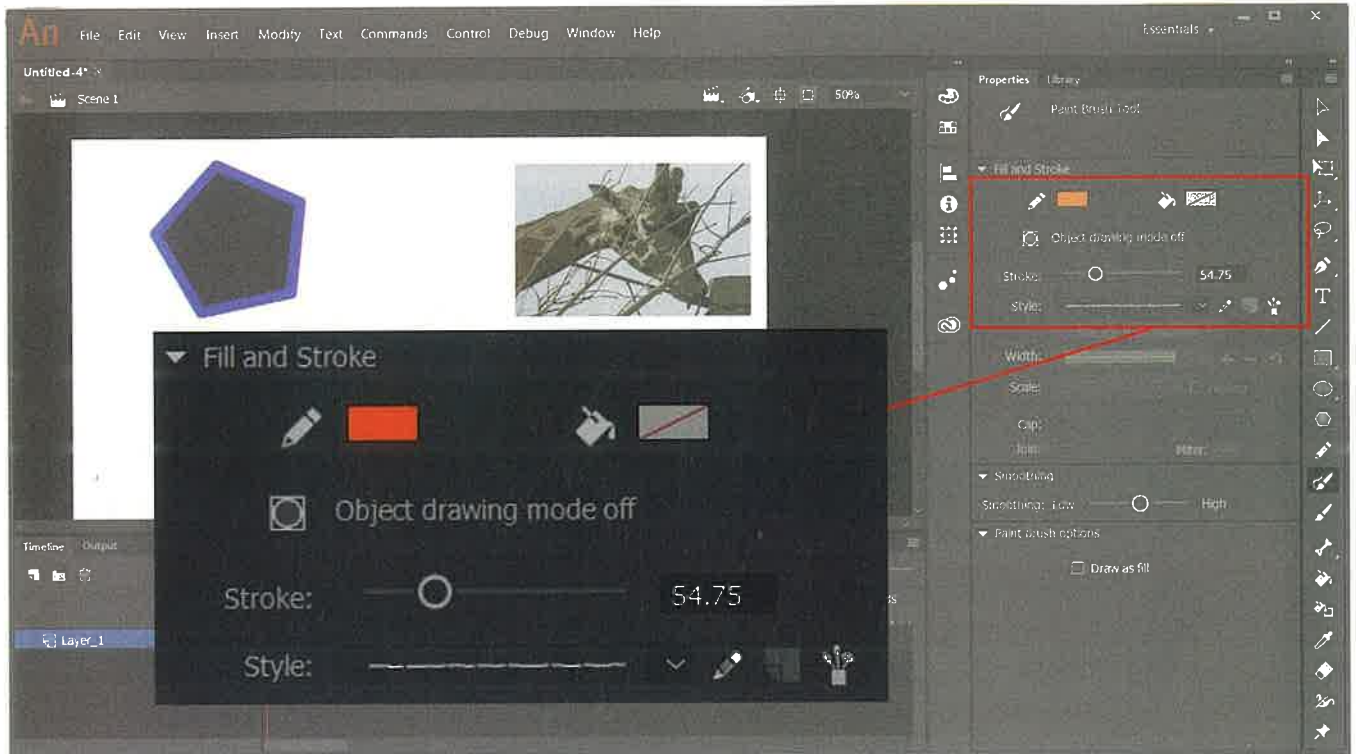 An File Edit View Insert Modify Text Commands Control Debug Window Help
Essentials
Untitled-4*
Scene 1
50%
Properties Library
Paint Brush Tool
Fill and Stroke
Object drawing mode off
Stroke: 54.75
Style:
Width:
Scale:
Cap:
Join: Miter:
Smoothing
Smoothing: Low High
Paint brush options
Draw as fill
Fill and Stroke
Object drawing mode off
Stroke: 54.75
Style:
Timeline Output
Layer_1
T